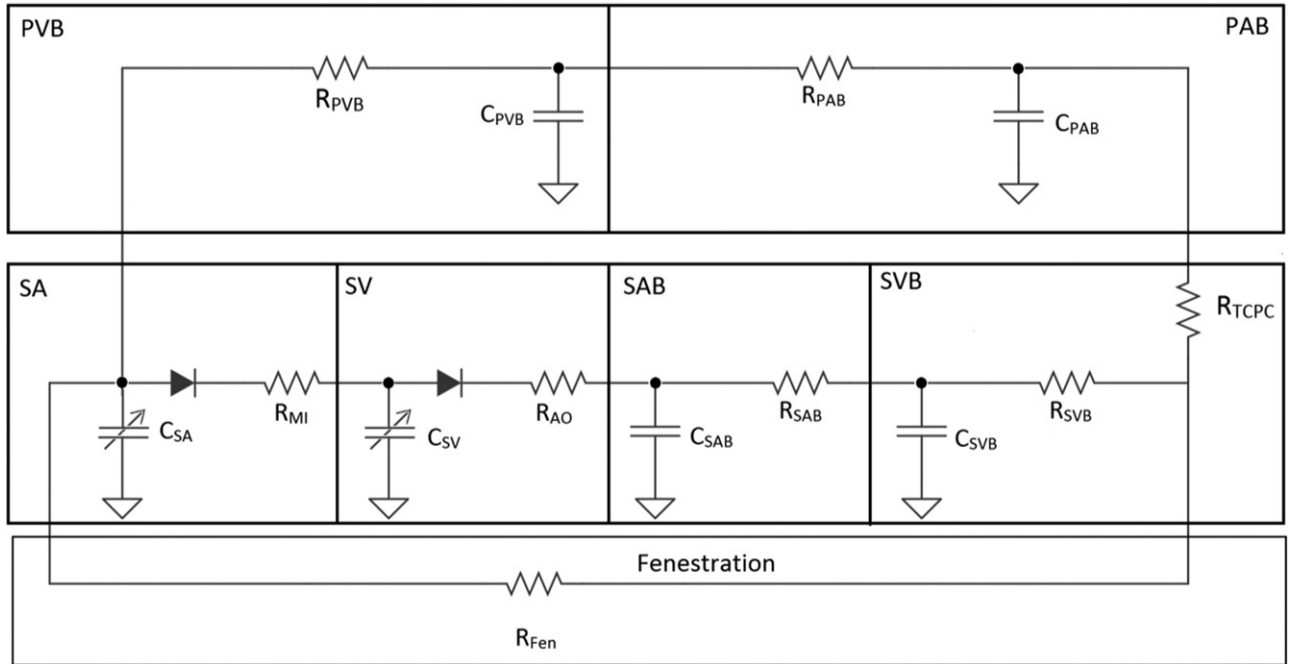 PVB
PAB
RPVB
CPVB
RPAB
CPAB
SA
SV
SAB
SVB
RTCPC
CSA
RMI
CSV
RAO
CSAB
RSAB
CSVB
RSVB
Fenestration
RFen